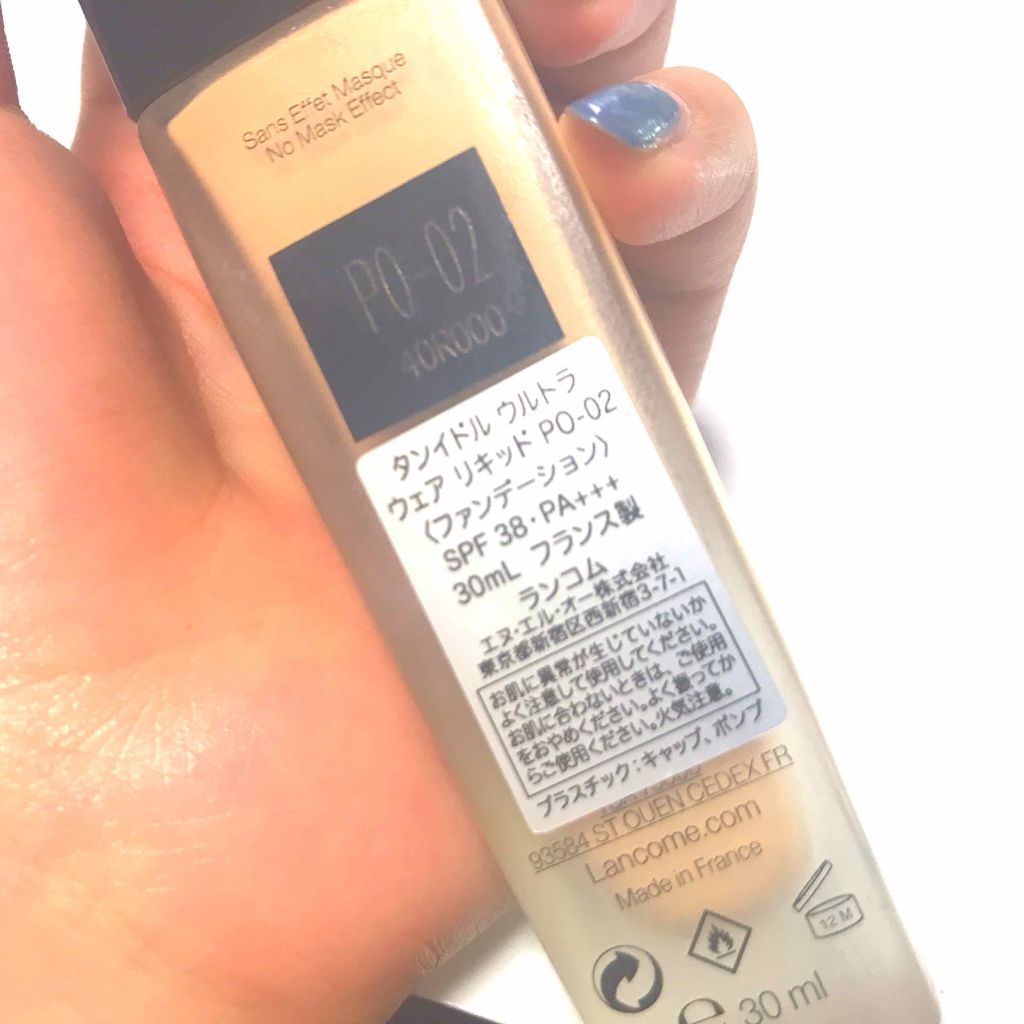 Sans Effet Masque
No Mask Effect
PO-02
タンイドル ウルトラ
ウェア リキッド PO-02
〈ファンデーション〉
SPF 38・PA+++
30mL フランス製
ランコム
エヌ・エル・オー株式会社
東京都新宿区西新宿3-7-1
お肌に異常が生じていないか
よく注意して使用してください。
お肌に合わないときは、ご使用
をおやめください。よく振ってか
らご使用ください。火気注意。
プラスチック:キャップ、ポンプ
93584 ST OUEN CEDEX FR
Lancome.com
Made in France
12 M
e 30 ml